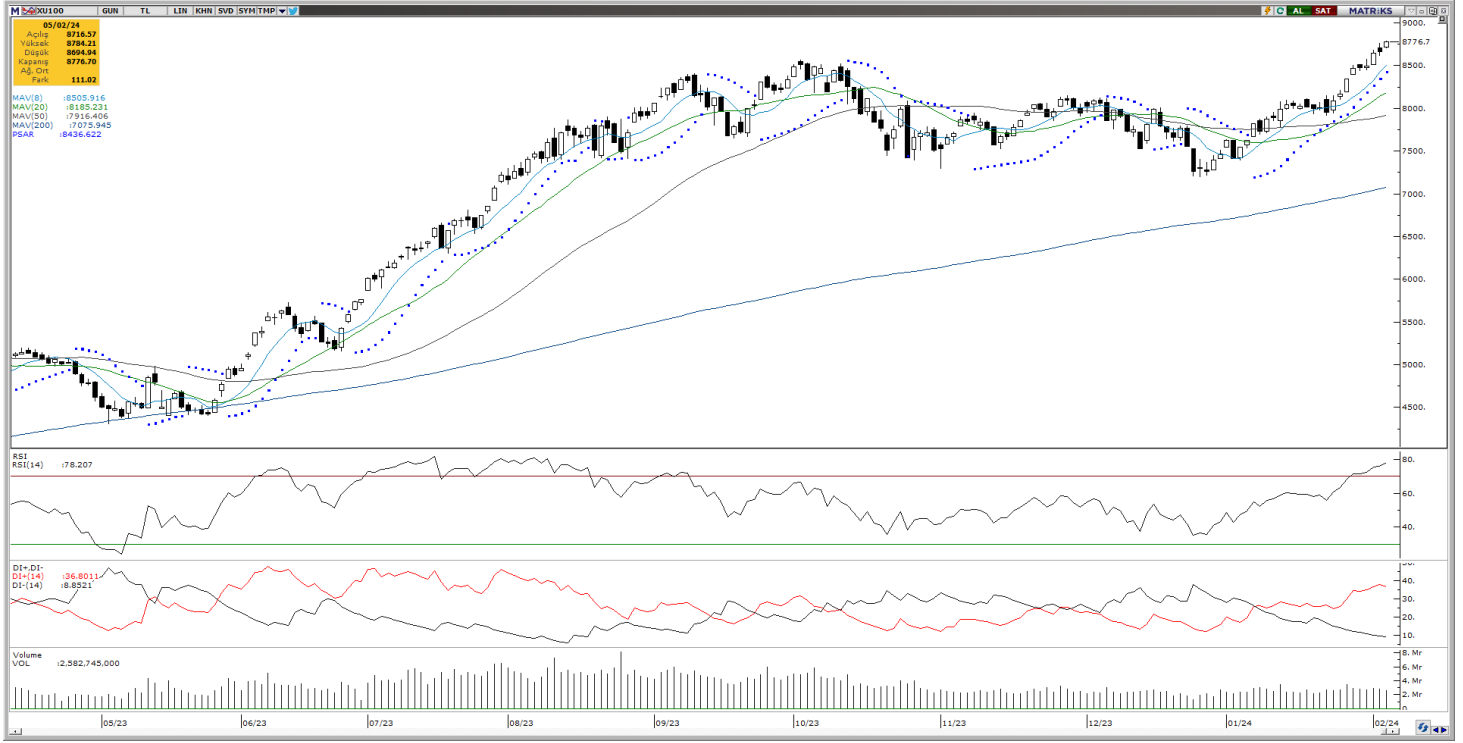 M XU100 GUN TL LIN KHN SVD SYM TMP AL SAT MATRiKS
05/02/24
Açılış 8716.57
Yüksek 8784.21
Düşük 8694.94
Kapanış 8776.70
Ağ. Ort
Fark 111.02
MAV(8) :8505.916
MAV(20) :8185.231
MAV(50) :7916.406
MAV(200) :7075.945
PSAR :8436.622
9000.
8776.7
8500.
8000.
7500.
7000.
6500.
6000.
5500.
5000.
4500.
RSI
RSI(14) :78.207
80.
60.
40.
DI+,DI-
DI+(14) :36.8011
DI-(14) :8.8521
40.
30.
20.
10.
Volume
VOL :2,582,745,000
8. Mr
6. Mr
4. Mr
2. Mr
0.
05/23 06/23 07/23 08/23 09/23 10/23 11/23 12/23 01/24 02/24